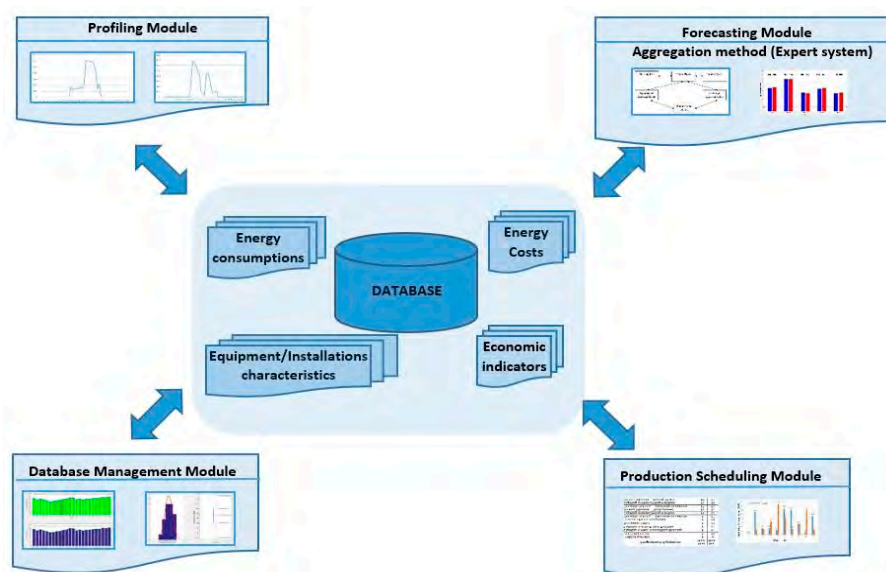 Profiling Module
Forecasting Module
Aggregation method (Expert system)
Energy
consumptions
Energy
Costs
DATABASE
Equipment/Installations
characteristics
Economic
indicators
Database Management Module
Production Scheduling Module